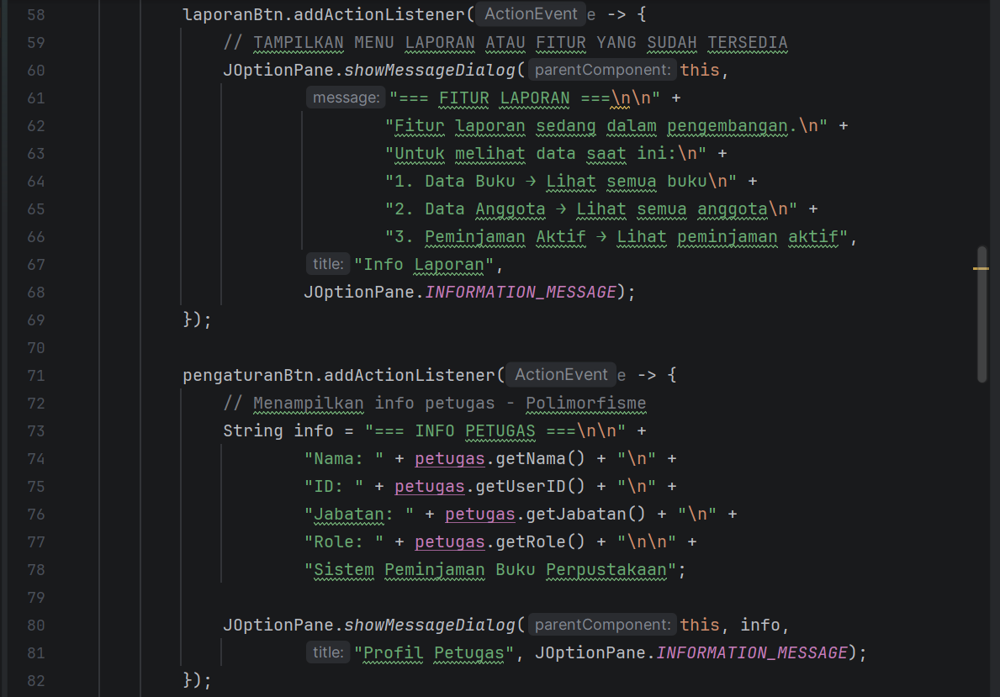 58 laporanBtn.addActionListener( ActionEvent e -> {
59 // TAMPILKAN MENU LAPORAN ATAU FITUR YANG SUDAH TERSEDIA
60 JOptionPane.showMessageDialog( parentComponent: this,
61 message: "=== FITUR LAPORAN ===\n\n" +
62 "Fitur laporan sedang dalam pengembangan.\n" +
63 "Untuk melihat data saat ini:\n" +
64 "1. Data Buku → Lihat semua buku\n" +
65 "2. Data Anggota → Lihat semua anggota\n" +
66 "3. Peminjaman Aktif → Lihat peminjaman aktif",
67 title: "Info Laporan",
68 JOptionPane.INFORMATION_MESSAGE);
69 });
70
71 pengaturanBtn.addActionListener( ActionEvent e -> {
72 // Menampilkan info petugas - Polimorfisme
73 String info = "=== INFO PETUGAS ===\n\n" +
74 "Nama: " + petugas.getNama() + "\n" +
75 "ID: " + petugas.getUserID() + "\n" +
76 "Jabatan: " + petugas.getJabatan() + "\n" +
77 "Role: " + petugas.getRole() + "\n\n" +
78 "Sistem Peminjaman Buku Perpustakaan";
79
80 JOptionPane.showMessageDialog( parentComponent: this, info,
81 title: "Profil Petugas", JOptionPane.INFORMATION_MESSAGE);
82 });